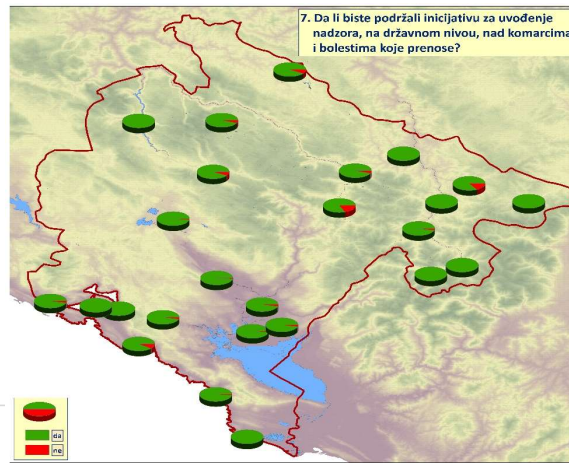 7. Da li biste podržali inicijativu za uvođenje
nadzora, na državnom nivou, nad komarcima
i bolestima koje prenose?
da
ne